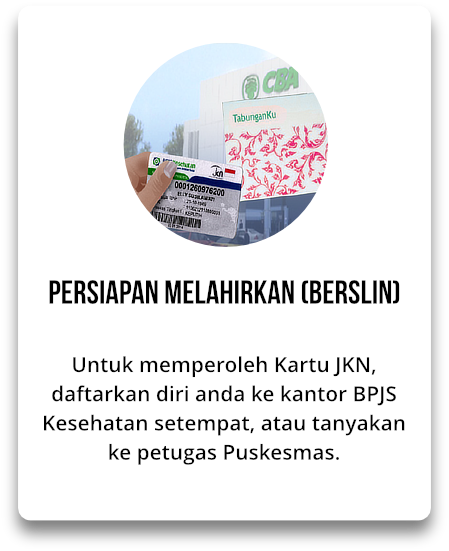 CBA
TabunganKu
0001260976200
PERSIAPAN MELAHIRKAN (BERSLIN)
Untuk memperoleh Kartu JKN,
daftarkan diri anda ke kantor BPJS
Kesehatan setempat, atau tanyakan
ke petugas Puskesmas.